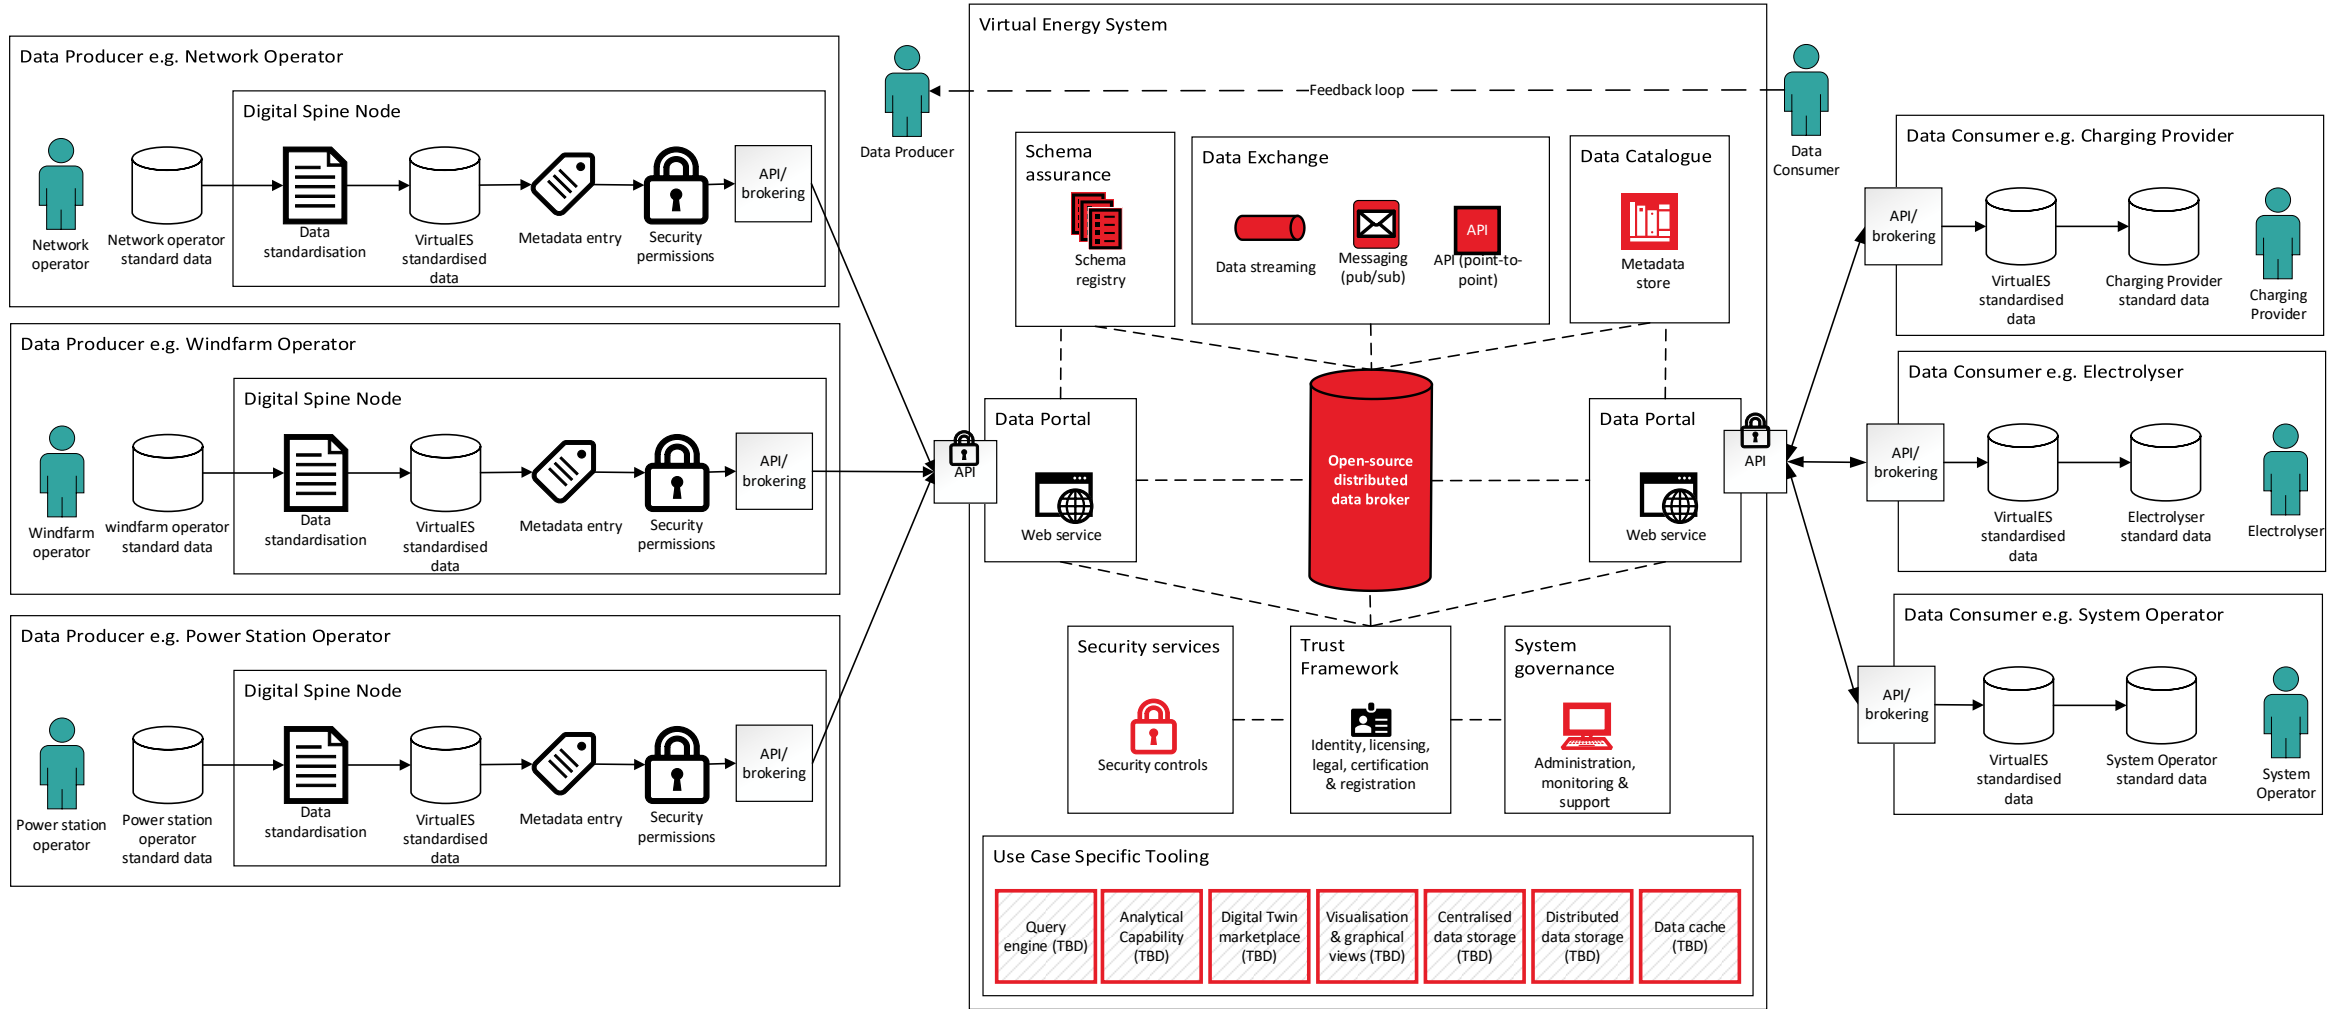 Data Producer e.g. Network Operator
Digital Spine Node
Network
operator
Network operator
standard data
Data
standardisation
VirtualES
standardised
data
Metadata entry
Security
permissions
API/
brokering
Data Producer e.g. Windfarm Operator
Digital Spine Node
Windfarm
operator
windfarm operator
standard data
Data
standardisation
VirtualES
standardised
data
Metadata entry
Security
permissions
API/
brokering
Data Producer e.g. Power Station Operator
Digital Spine Node
Power station
operator
Power station
operator
standard data
Data
standardisation
VirtualES
standardised
data
Metadata entry
Security
permissions
API/
brokering
Data Producer
Virtual Energy System
Feedback loop
Data
Consumer
Schema
assurance
Schema
registry
Data Exchange
Data streaming
Messaging
(pub/sub)
API
API (point-to-
point)
Data Catalogue
Metadata
store
API
Data Portal
Web service
Open-source
distributed
data broker
Data Portal
Web service
API
Security services
Security controls
Trust
Framework
Identity, licensing,
legal, certification
& registration
System
governance
Administration,
monitoring &
support
Use Case Specific Tooling
Query
engine (TBD)
Analytical
Capability
(TBD)
Digital Twin
marketplace
(TBD)
Visualisation
& graphical
views (TBD)
Centralised
data storage
(TBD)
Distributed
data storage
(TBD)
Data cache
(TBD)
Data Consumer e.g. Charging Provider
API/
brokering
VirtualES
standardised
data
Charging Provider
standard data
Charging
Provider
Data Consumer e.g. Electrolyser
API/
brokering
VirtualES
standardised
data
Electrolyser
standard data
Electrolyser
Data Consumer e.g. System Operator
API/
brokering
VirtualES
standardised
data
System Operator
standard data
System
Operator